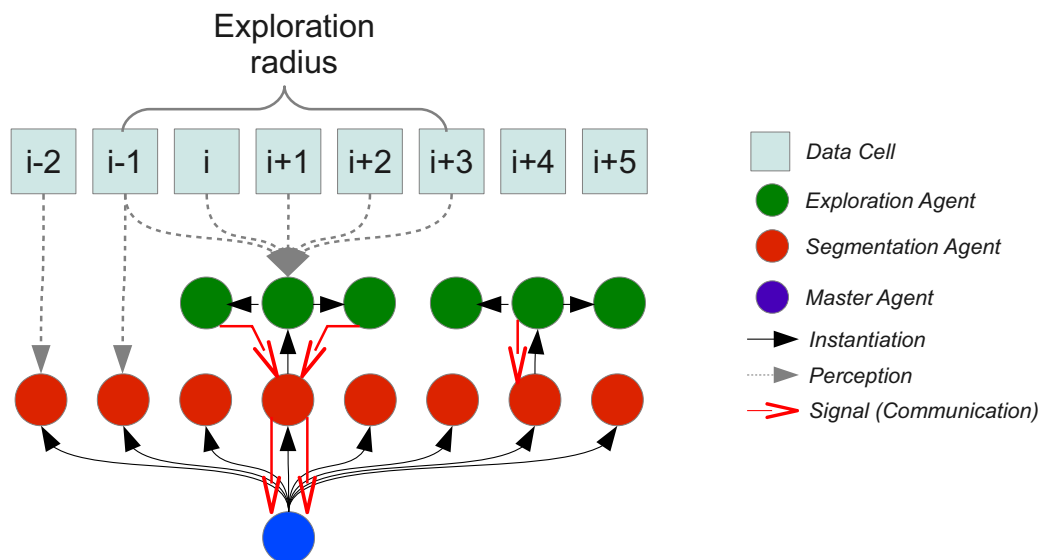 Exploration
radius
i-2 i-1 i i+1 i+2 i+3 i+4 i+5
Data Cell
Exploration Agent
Segmentation Agent
Master Agent
Instantiation
Perception
Signal (Communication)